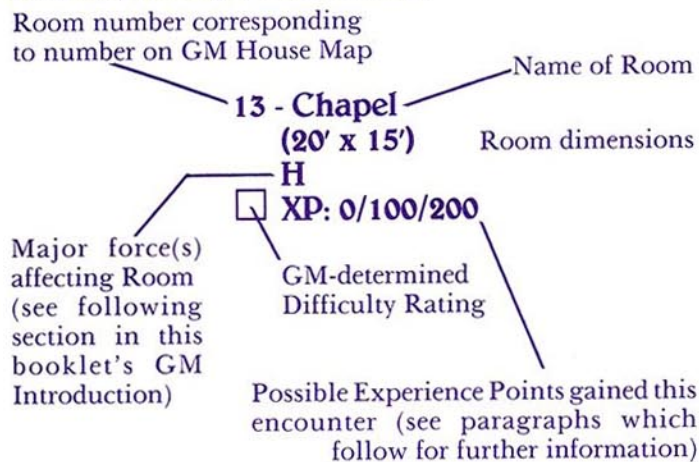 Room number corresponding
to number on GM House Map
Name of Room
13 - Chapel
(20' x 15')
Room dimensions
H
XP: 0/100/200
Major force(s)
affecting Room
(see following
section in this
booklet's GM
Introduction)
GM-determined
Difficulty Rating
Possible Experience Points gained this
encounter (see paragraphs which
follow for further information)